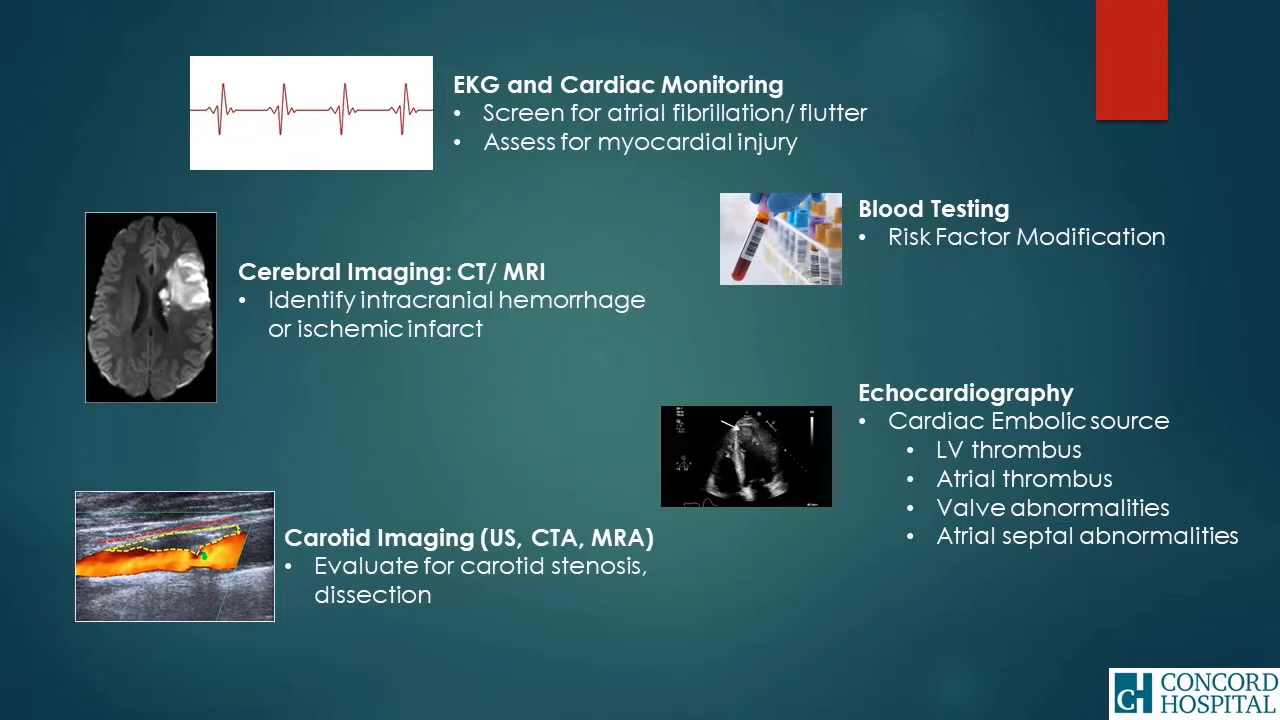 EKG and Cardiac Monitoring
• Screen for atrial fibrillation/ flutter
• Assess for myocardial injury
Blood Testing
• Risk Factor Modification
Cerebral Imaging: CT/ MRI
• Identify intracranial hemorrhage
or ischemic infarct
Echocardiography
• Cardiac Embolic source
• LV thrombus
• Atrial thrombus
• Valve abnormalities
• Atrial septal abnormalities
Carotid Imaging (US, CTA, MRA)
• Evaluate for carotid stenosis,
dissection
CH CONCORD
HOSPITAL